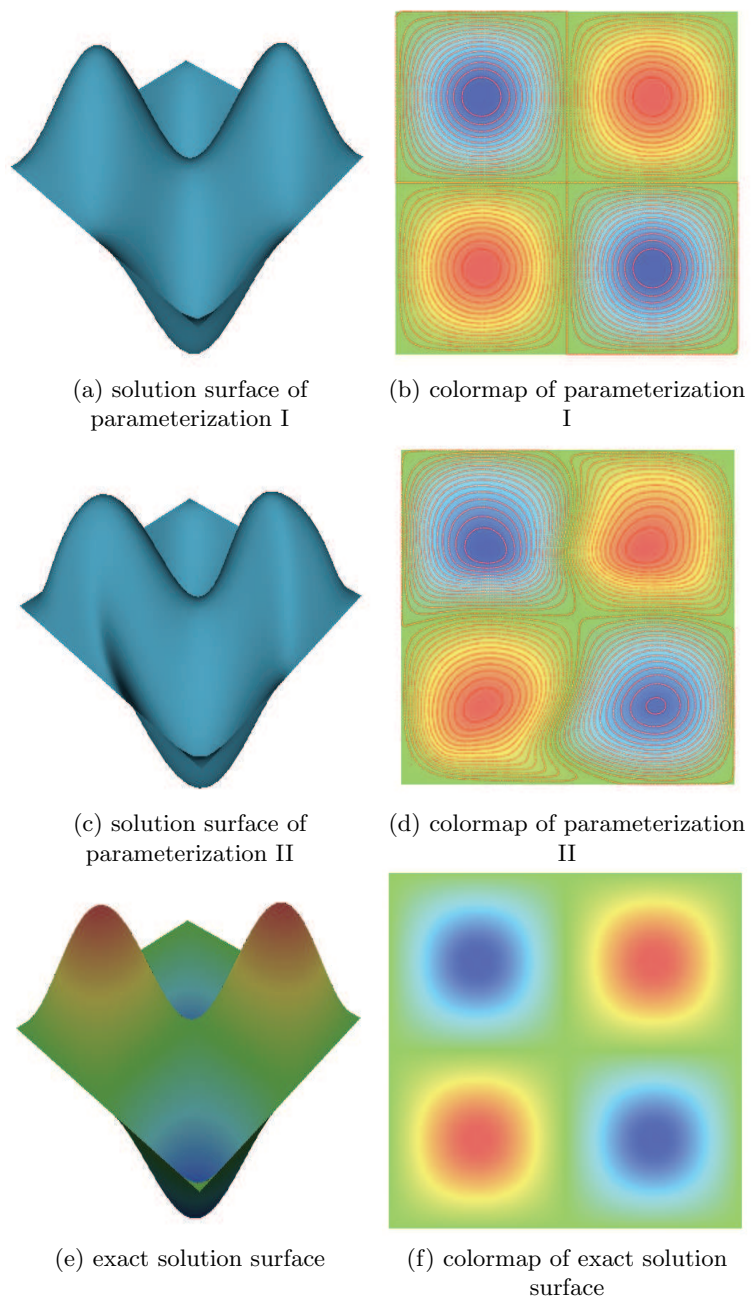 (a) solution surface of
parameterization I
(b) colormap of parameterization
I
(c) solution surface of
parameterization II
(d) colormap of parameterization
II
(e) exact solution surface
(f) colormap of exact solution
surface